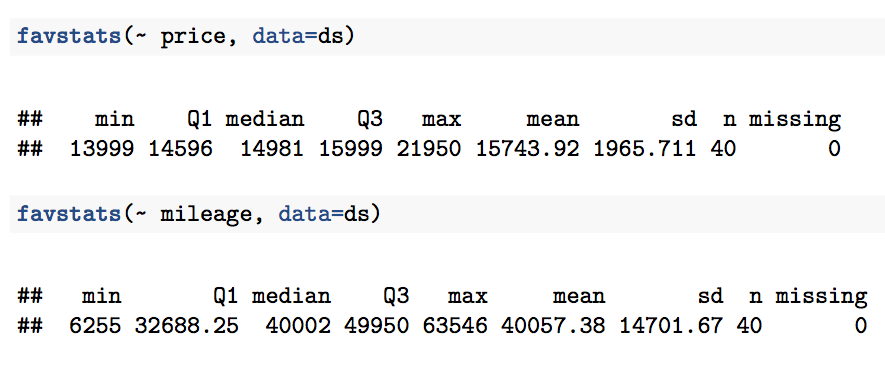 favstats(~ price, data=ds)
## min Q1 median Q3 max mean sd n missing
## 13999 14596 14981 15999 21950 15743.92 1965.711 40 0
favstats(~ mileage, data=ds)
## min Q1 median Q3 max mean sd n missing
## 6255 32688.25 40002 49950 63546 40057.38 14701.67 40 0